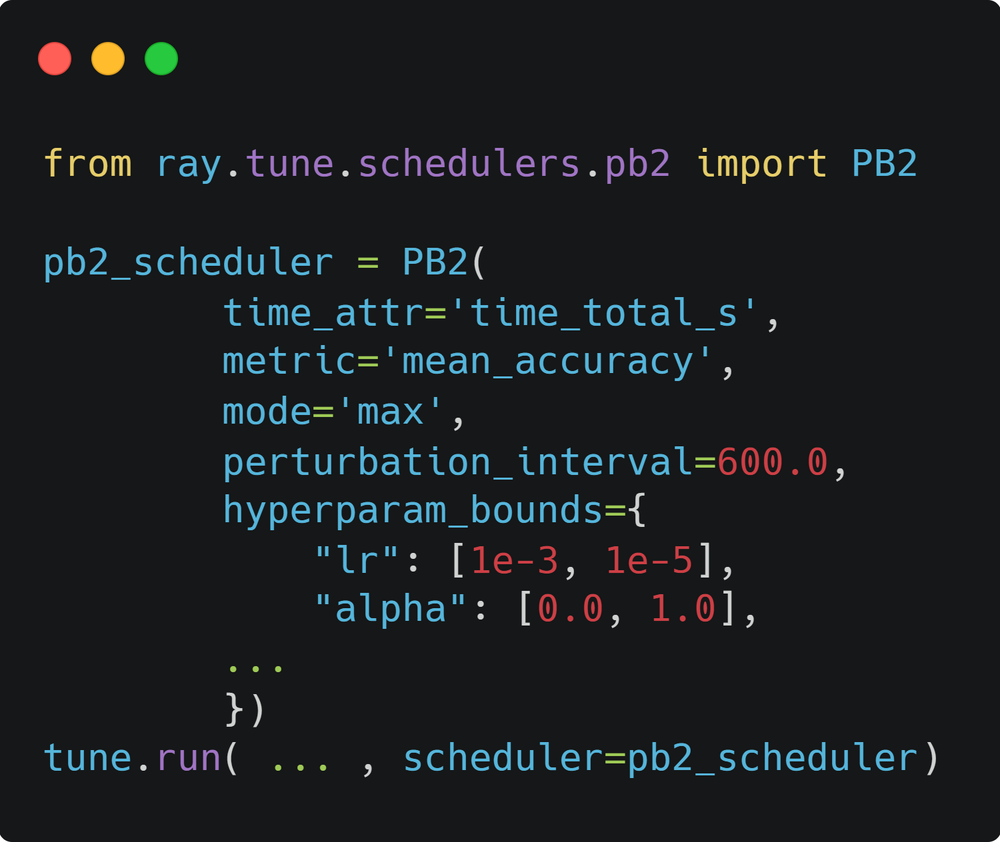 from ray.tune.schedulers.pb2 import PB2
pb2_scheduler = PB2(
time_attr='time_total_s',
metric='mean_accuracy',
mode='max',
perturbation_interval=600.0,
hyperparam_bounds={
"lr": [1e-3, 1e-5],
"alpha": [0.0, 1.0],
...
})
tune.run( ... , scheduler=pb2_scheduler)